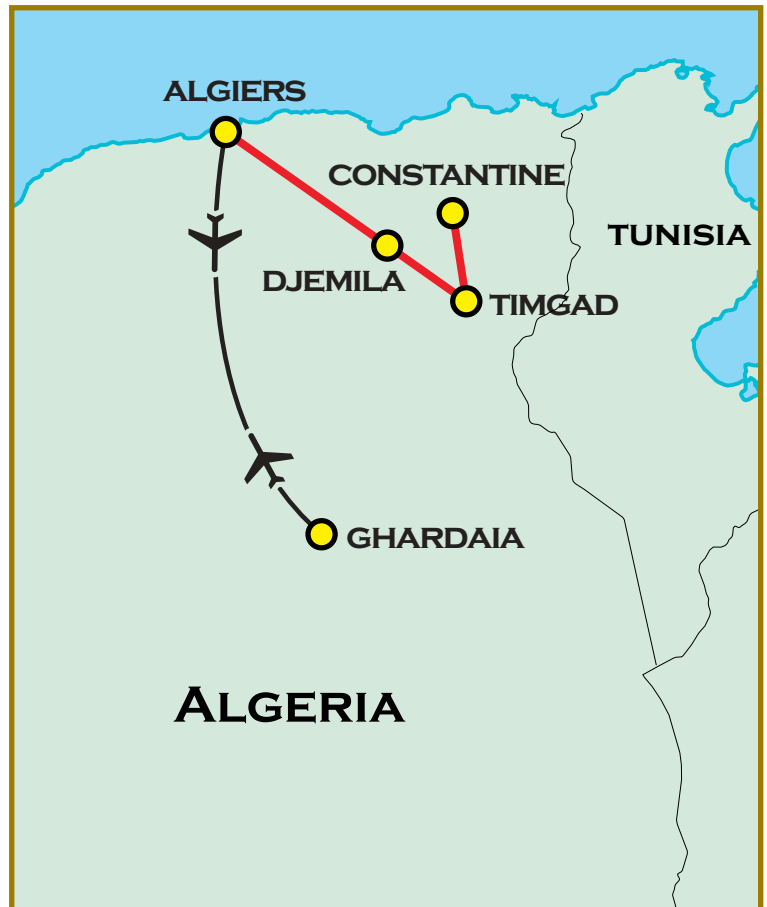 ALGIERS
CONSTANTINE
TUNISIA
DJEMILA
TIMGAD
GHARDAIA
ALGERIA